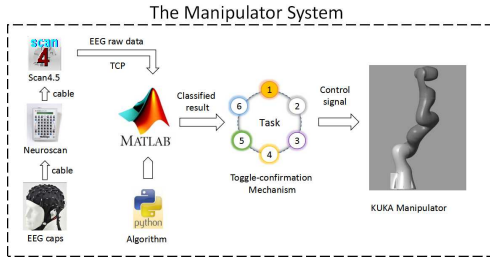 The Manipulator System
EEG raw data
TCP
scan
4
Scan4.5
cable
Neuroscan
cable
EEG caps
MATLAB
python
Algorithm
Classified
result
1
2
3
4
5
6
Task
Toggle-confirmation
Mechanism
Control
signal
KUKA Manipulator